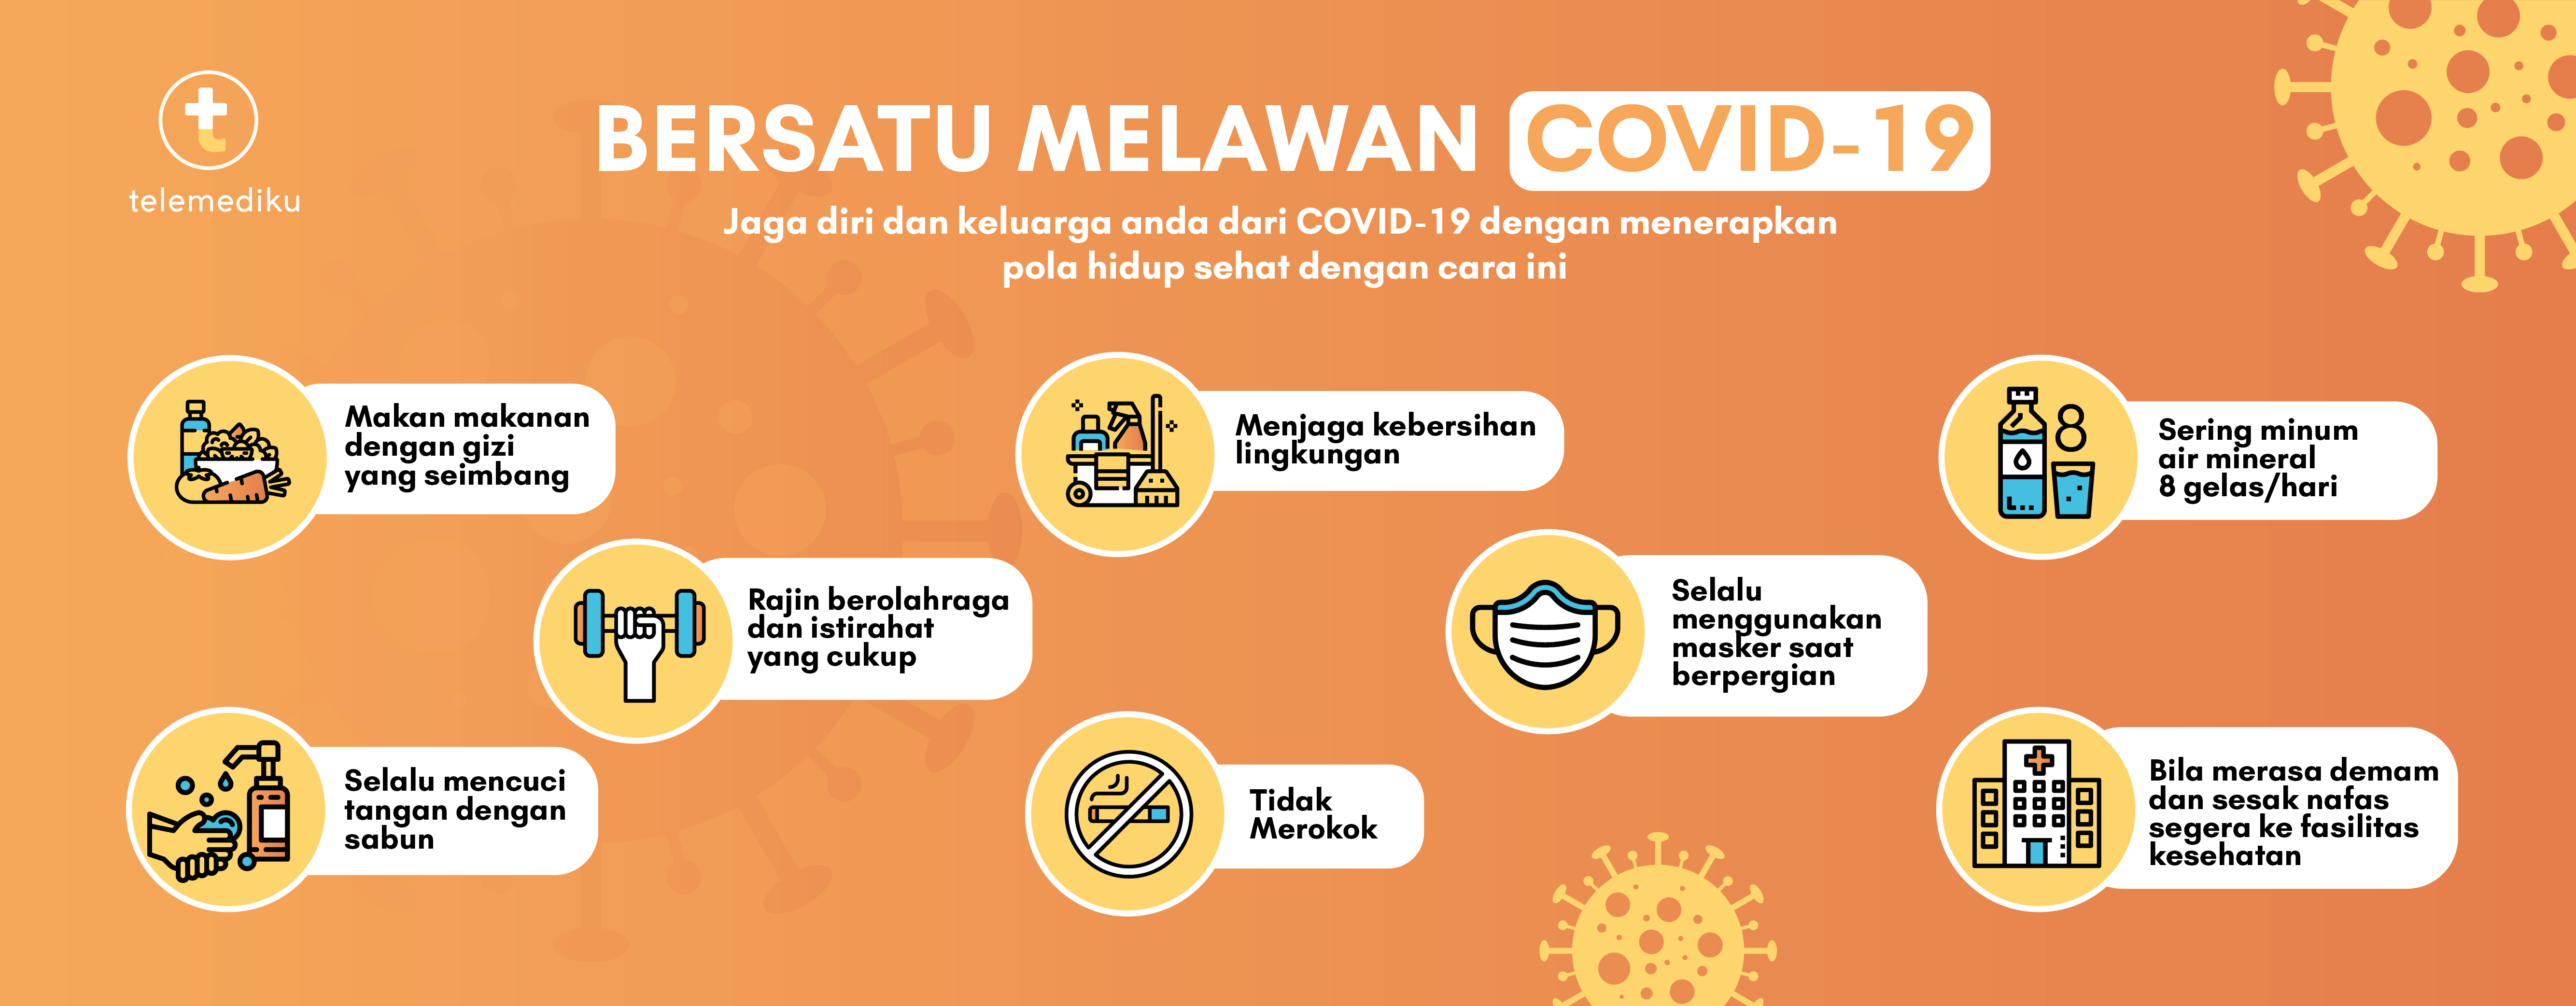 telemediku
BERSATU MELAWAN COVID-19
Jaga diri dan keluarga anda dari COVID-19 dengan menerapkan
pola hidup sehat dengan cara ini
Makan makanan
dengan gizi
yang seimbang
Menjaga kebersihan
lingkungan
8
Sering minum
air mineral
8 gelas/hari
Rajin berolahraga
dan istirahat
yang cukup
Selalu
menggunakan
masker saat
berpergian
Selalu mencuci
tangan dengan
sabun
Tidak
Merokok
Bila merasa demam
dan sesak nafas
segera ke fasilitas
kesehatan